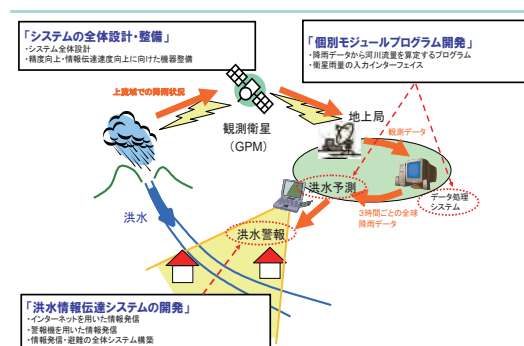 「システムの全体設計・整備」
・システム全体設計
・精度向上・情報伝達速度向上に向けた機器整備
「個別モジュールプログラム開発」
・降雨データから河川流量を算定するプログラム
・衛星雨量の入力インターフェイス
上流域での降雨状況
観測衛星
(GPM)
地上局
観測データ
洪水予測
データ処理
システム
3時間ごとの全球
降雨データ
洪水
洪水警報
「洪水情報伝達システムの開発」
・インターネットを用いた情報発信
・警報機を用いた情報発信
・情報発信・避難の全体システム構築